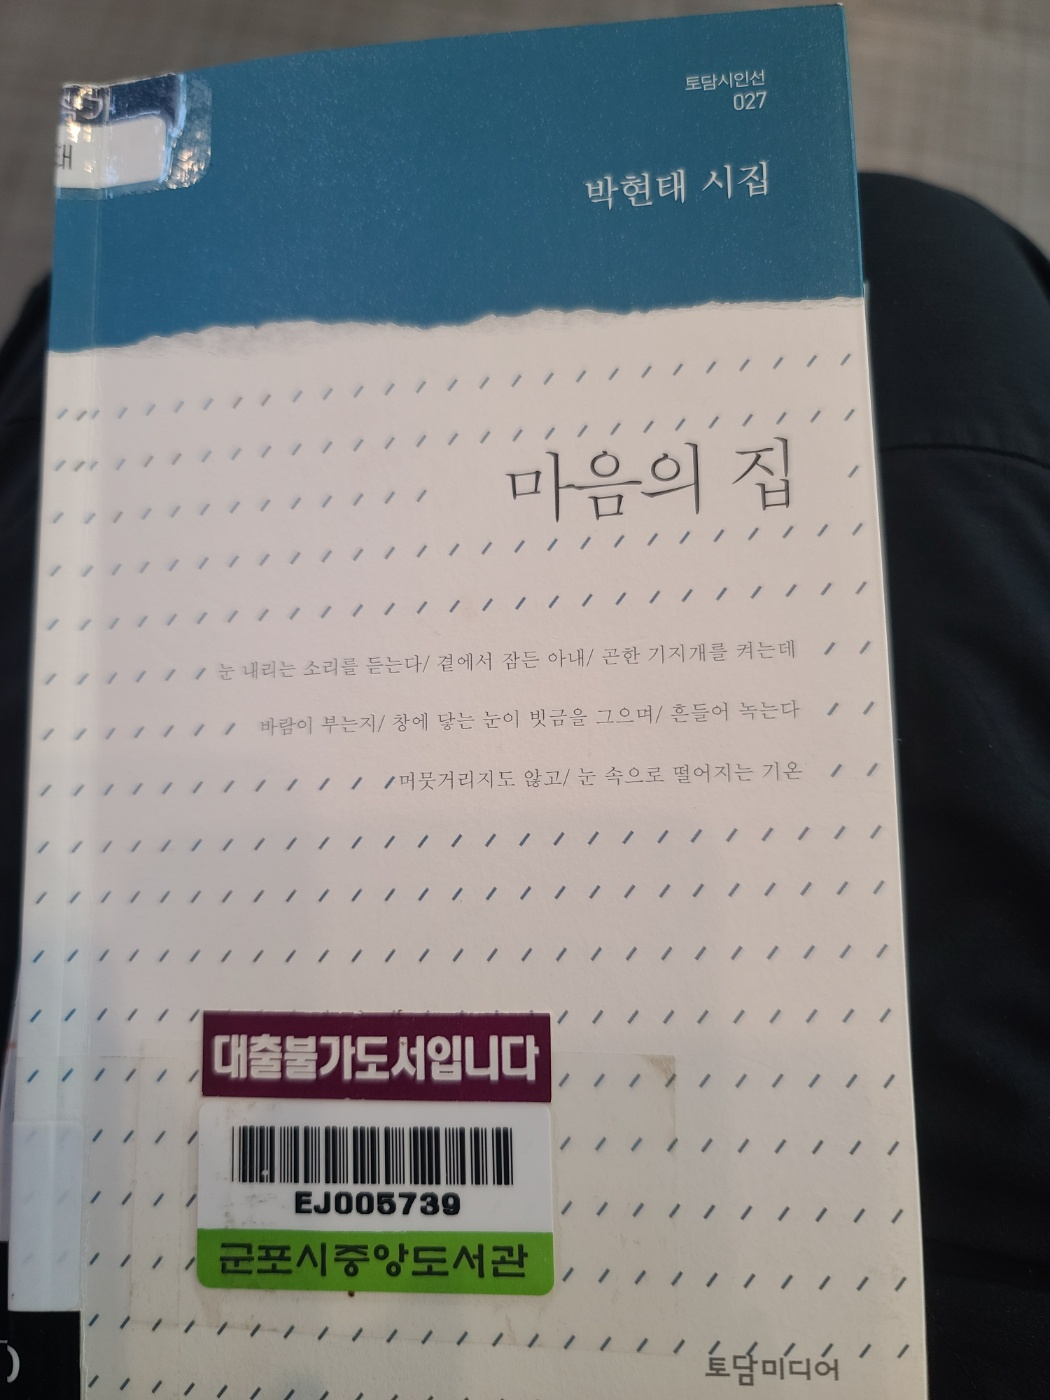 토담시인선
027
박현태 시집
마음의 집
눈 내리는 소리를 듣는다/ 곁에서 잠든 아내/ 곤한 기지개를 켜는데
바람이 부는지/ 창에 닿는 눈이 빗금을 그으며/ 흔들어 녹는다
머뭇거리지도 않고/ 눈 속으로 떨어지는 기온
대출불가도서입니다
EJ005739
군포시중앙도서관
토담미디어